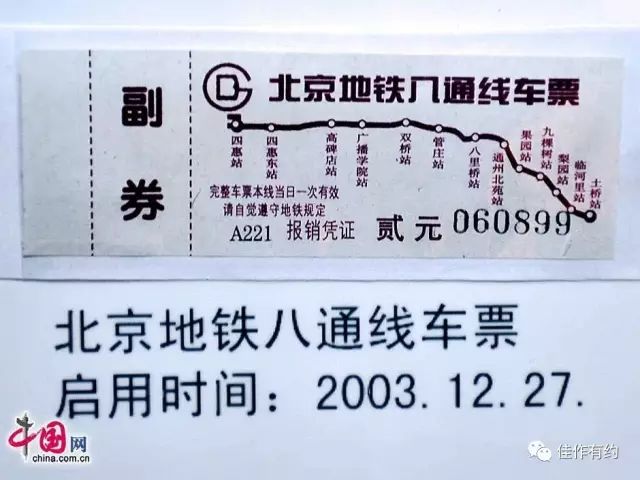 副券
北京地铁八通线车票
四惠站
四惠东站
高碑店站
广播学院站
双桥站
管庄站
八里桥站
通州北苑站
果园站
九棵树站
梨园站
临河里站
土桥站
完整车票本线当日一次有效
请自觉遵守地铁规定
A221 报销凭证 贰元 060899
北京地铁八通线车票
启用时间：2003.12.27.
中国网
china.com.cn
佳作有约